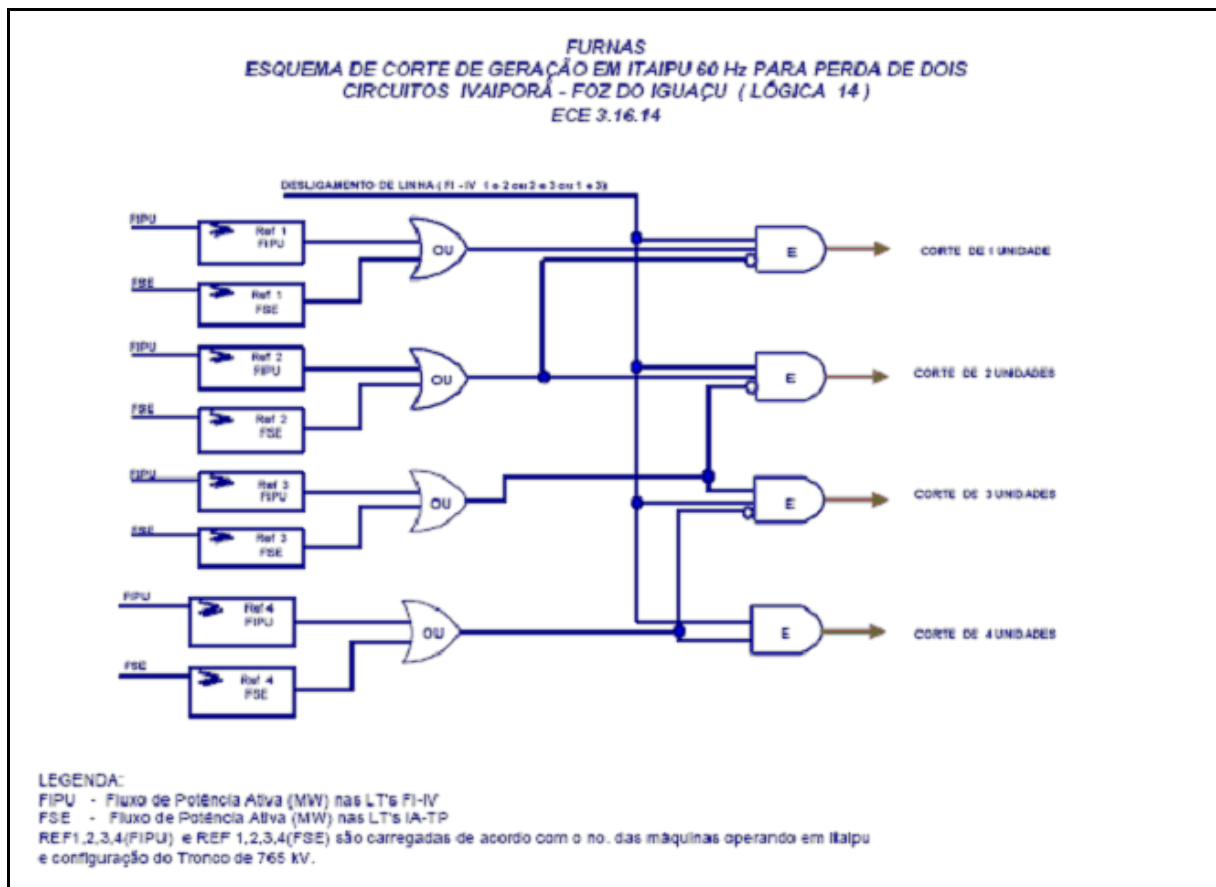 FURNAS
ESQUEMA DE CORTE DE GERAÇÃO EM ITAIPU 60 Hz PARA PERDA DE DOIS
CIRCUITOS IVAIPORÃ - FOZ DO IGUAÇU ( LÓGICA 14 )
ECE 3.16.14
DESLIGAMENTO DE LINHA ( FI - IV 1 e 2 ou 2 e 3 ou 1 e 3)
FIPU
Ref 1
FIPU
OU
E
CORTE DE 1 UNIDADE
FSE
Ref 1
FSE
FIPU
Ref 2
FIPU
OU
E
CORTE DE 2 UNIDADES
FSE
Ref 2
FSE
FIPU
Ref 3
FIPU
OU
E
CORTE DE 3 UNIDADES
FSE
Ref 3
FSE
FIPU
Ref 4
FIPU
OU
E
CORTE DE 4 UNIDADES
FSE
Ref 4
FSE
LEGENDA:
FIPU - Fluxo de Potência Ativa (MW) nas LT's FI-IV
FSE - Fluxo de Potência Ativa (MW) nas LT's IA-TP
REF1,2,3,4(FIPU) e REF 1,2,3,4(FSE) são carregadas de acordo com o no. das máquinas operando em Itaipu
e configuração do Tronco de 765 kV.